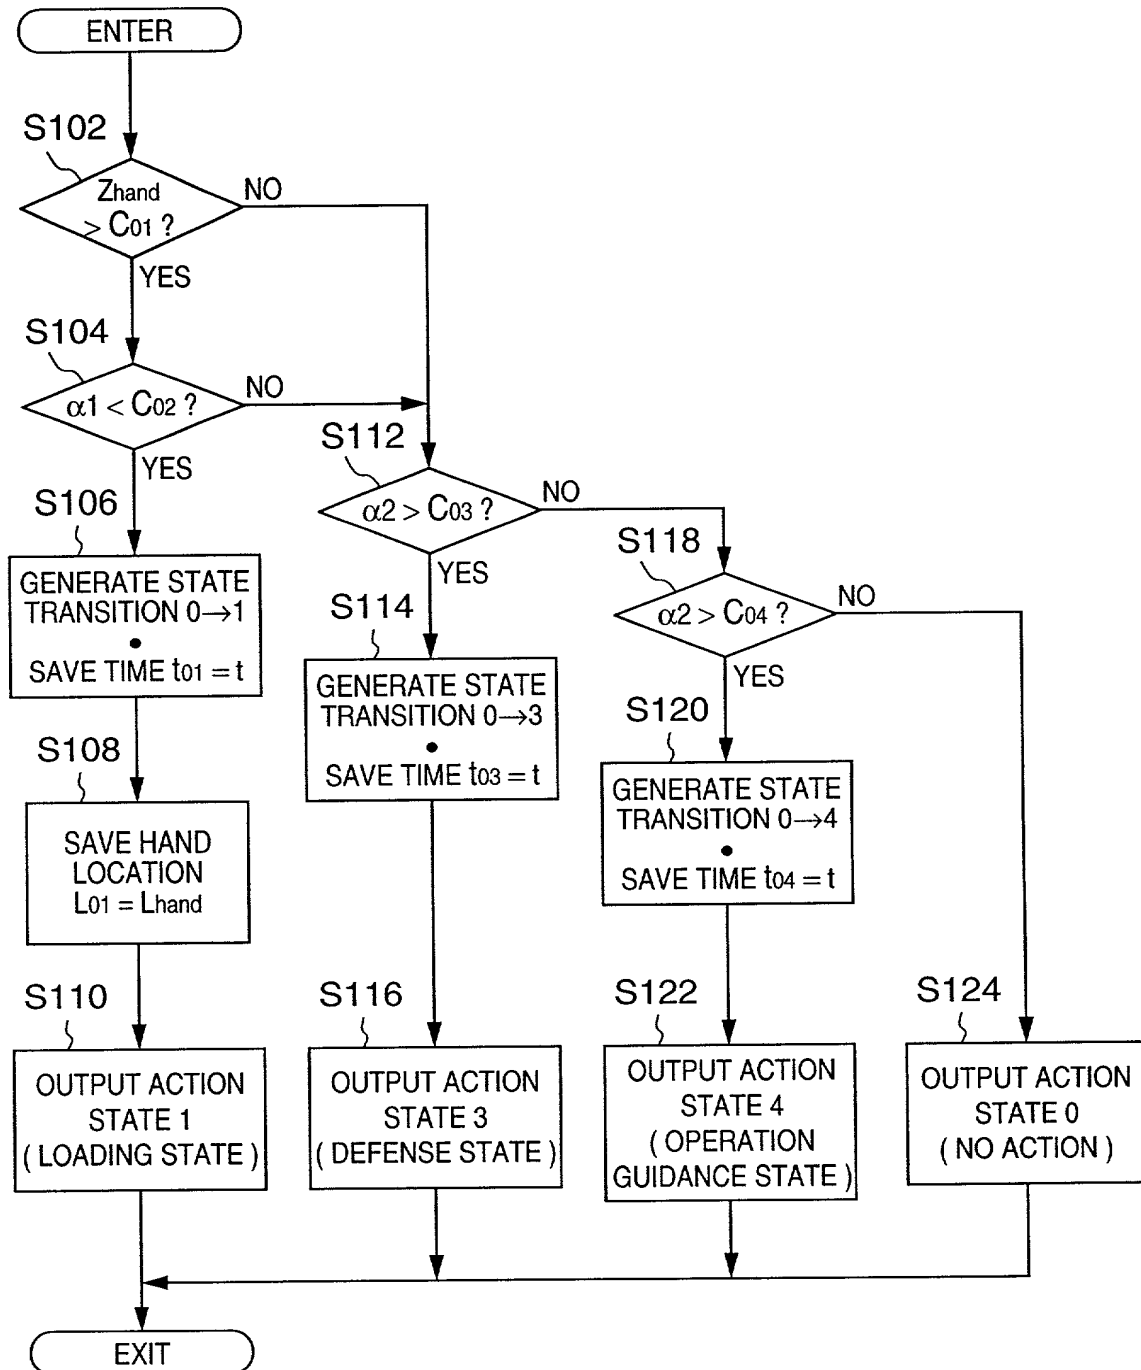 ENTER
S102
Zhand
> C01 ?
NO
YES
S104
α1 < C02 ?
NO
YES
S106
GENERATE STATE
TRANSITION 0→1
•
SAVE TIME t01 = t
S108
SAVE HAND
LOCATION
L01 = Lhand
S110
OUTPUT ACTION
STATE 1
( LOADING STATE )
S112
α2 > C03 ?
NO
YES
S114
GENERATE STATE
TRANSITION 0→3
•
SAVE TIME t03 = t
S116
OUTPUT ACTION
STATE 3
( DEFENSE STATE )
S118
α2 > C04 ?
NO
YES
S120
GENERATE STATE
TRANSITION 0→4
•
SAVE TIME t04 = t
S122
OUTPUT ACTION
STATE 4
( OPERATION
GUIDANCE STATE )
S124
OUTPUT ACTION
STATE 0
( NO ACTION )
EXIT